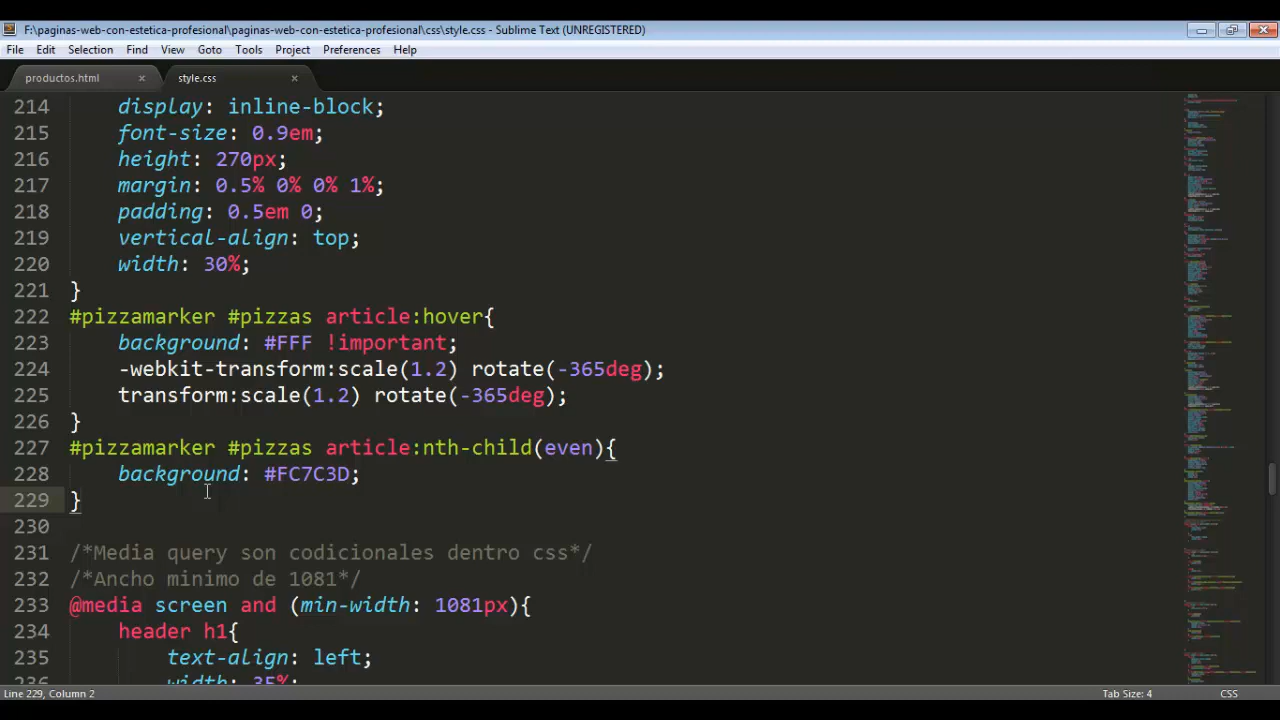 F:\paginas-web-con-estetica-profesional\paginas-web-con-estetica-profesional\css\style.css - Sublime Text (UNREGISTERED)
File Edit Selection Find View Goto Tools Project Preferences Help
productos.html × style.css ×
214 display: inline-block;
215 font-size: 0.9em;
216 height: 270px;
217 margin: 0.5% 0% 0% 1%;
218 padding: 0.5em 0;
219 vertical-align: top;
220 width: 30%;
221 }
222 #pizzamarker #pizzas article:hover{
223 background: #FFF !important;
224 -webkit-transform:scale(1.2) rotate(-365deg);
225 transform:scale(1.2) rotate(-365deg);
226 }
227 #pizzamarker #pizzas article:nth-child(even){
228 background: #FC7C3D;
229 }
230
231 /*Media query son codicionales dentro css*/
232 /*Ancho minimo de 1081*/
233 @media screen and (min-width: 1081px){
234 header h1{
235 text-align: left;
236 width: 35%;
Line 229, Column 2 Tab Size: 4 CSS